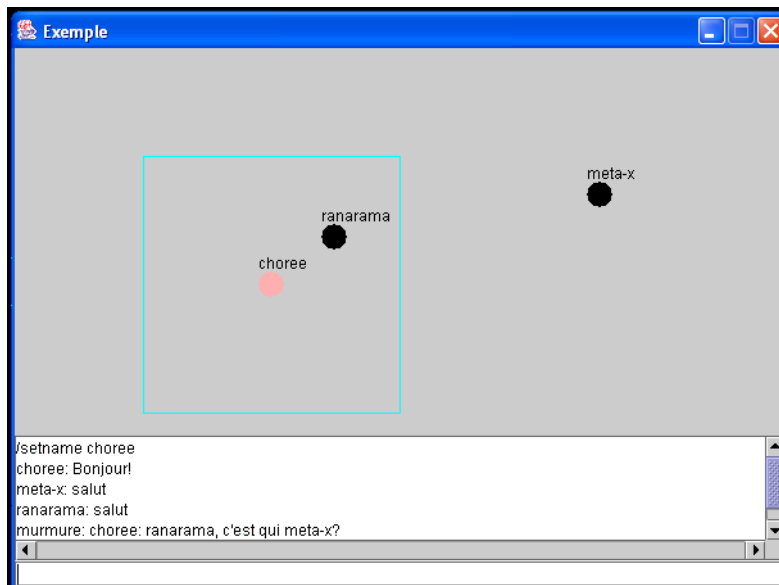 Exemple
meta-x
ranarama
choree
/setname choree
choree: Bonjour!
meta-x: salut
ranarama: salut
murmure: choree: ranarama, c'est qui meta-x?